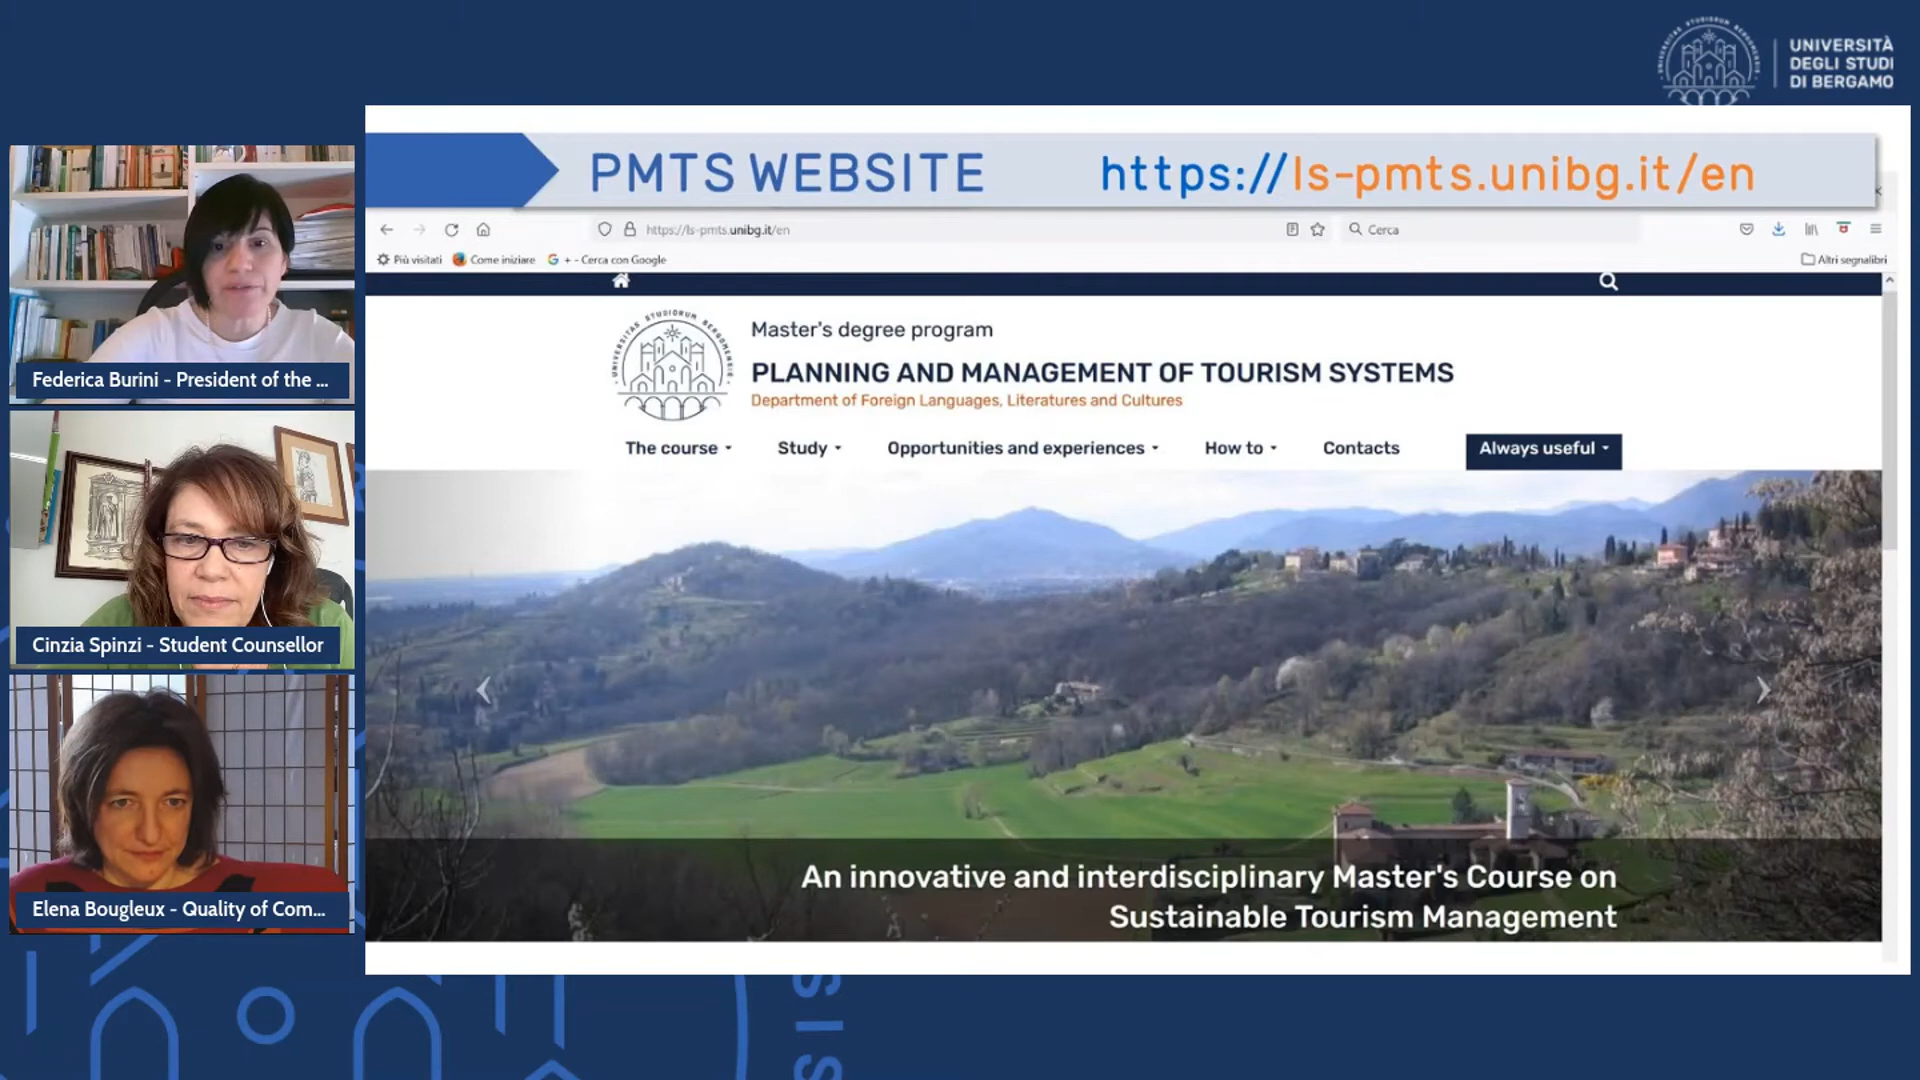 UNIVERSITÀ
DEGLI STUDI
DI BERGAMO
PMTS WEBSITE https://ls-pmts.unibg.it/en
https://ls-pmts.unibg.it/en Cerca
Più visitati Come iniziare G + - Cerca con Google Altri segnalibri
UNIVERSITAS STUDIORUM BERGOMENSIS
Master's degree program
PLANNING AND MANAGEMENT OF TOURISM SYSTEMS
Department of Foreign Languages, Literatures and Cultures
The course Study Opportunities and experiences How to Contacts Always useful
An innovative and interdisciplinary Master's Course on
Sustainable Tourism Management
Federica Burini - President of the ...
Cinzia Spinzi - Student Counsellor
Elena Bougleux - Quality of Com...
SIS